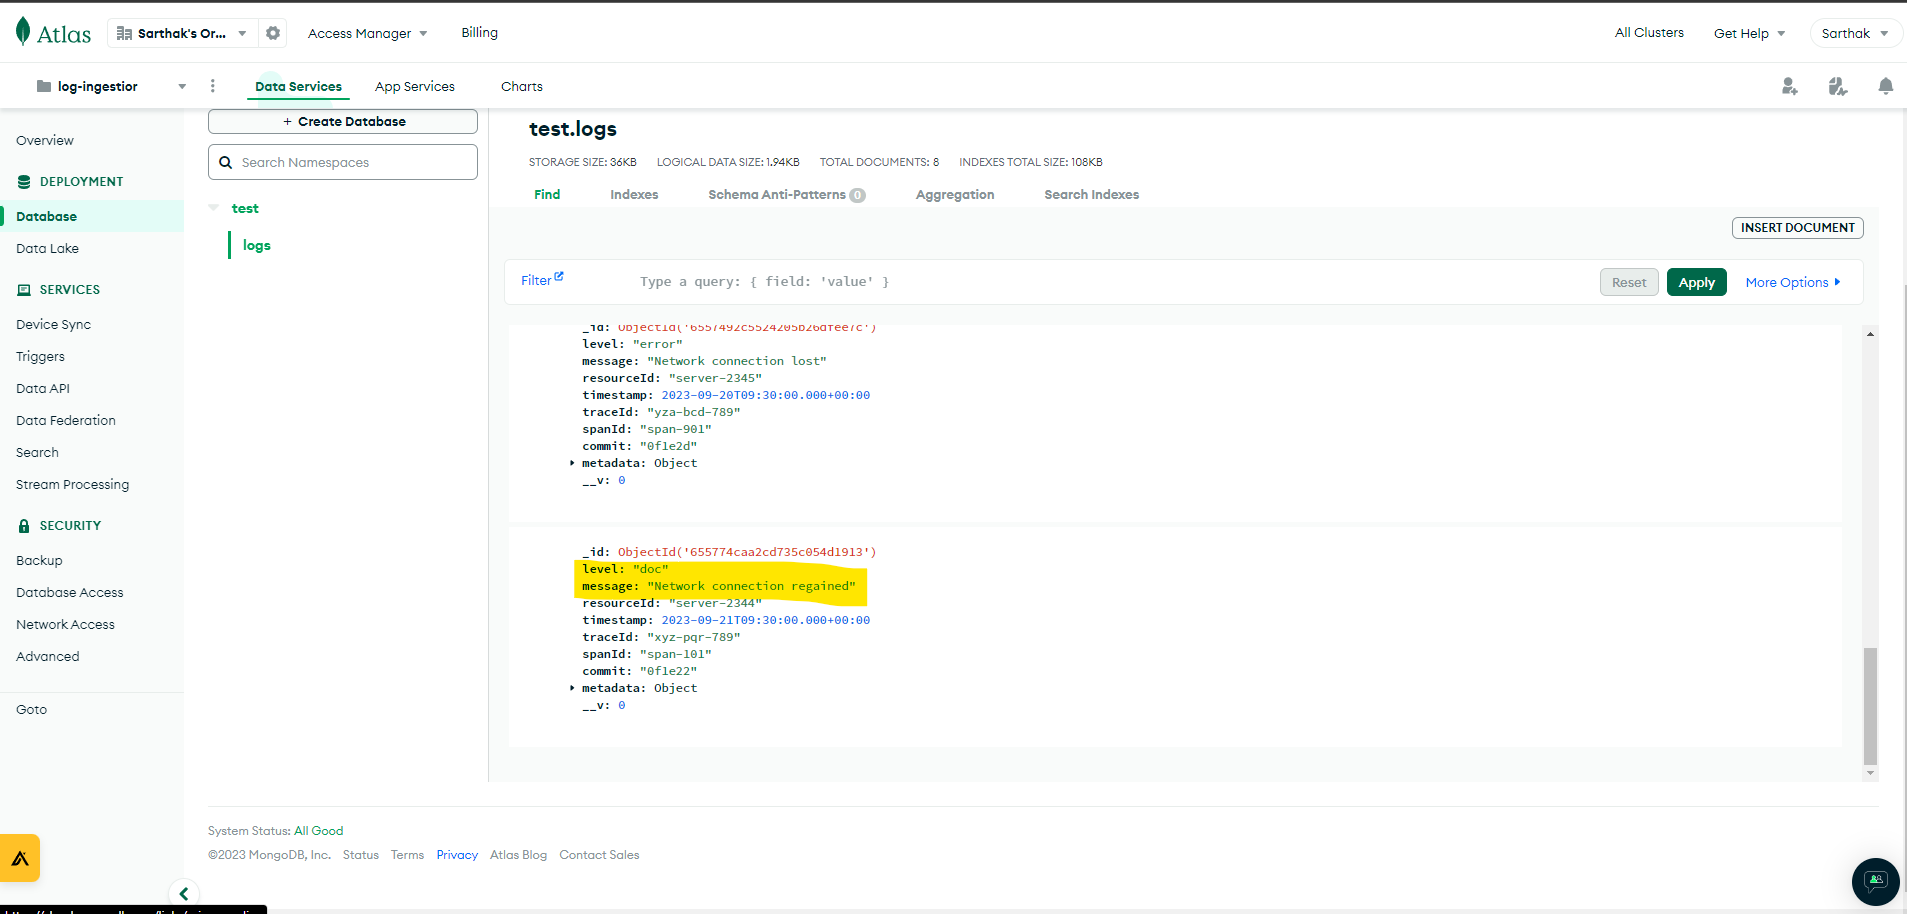 Atlas
Sarthak's Or...
Access Manager
Billing
All Clusters
Get Help
Sarthak
log-ingestior
Data Services
App Services
Charts
Overview
DEPLOYMENT
Database
Data Lake
SERVICES
Device Sync
Triggers
Data API
Data Federation
Search
Stream Processing
SECURITY
Backup
Database Access
Network Access
Advanced
Goto
+ Create Database
Search Namespaces
test
logs
test.logs
STORAGE SIZE: 36KB LOGICAL DATA SIZE: 1.94KB TOTAL DOCUMENTS: 8 INDEXES TOTAL SIZE: 108KB
Find Indexes Schema Anti-Patterns 0 Aggregation Search Indexes
INSERT DOCUMENT
Filter Type a query: { field: 'value' } Reset Apply More Options
_id: ObjectId('6557492c5524205b26dfee7c')
level: "error"
message: "Network connection lost"
resourceId: "server-2345"
timestamp: 2023-09-20T09:30:00.000+00:00
traceId: "yza-bcd-789"
spanId: "span-901"
commit: "0f1e2d"
metadata: Object
__v: 0
_id: ObjectId('655774caa2cd735c054d1913')
level: "doc"
message: "Network connection regained"
resourceId: "server-2344"
timestamp: 2023-09-21T09:30:00.000+00:00
traceId: "xyz-pqr-789"
spanId: "span-101"
commit: "0f1e22"
metadata: Object
__v: 0
System Status: All Good
©2023 MongoDB, Inc. Status Terms Privacy Atlas Blog Contact Sales